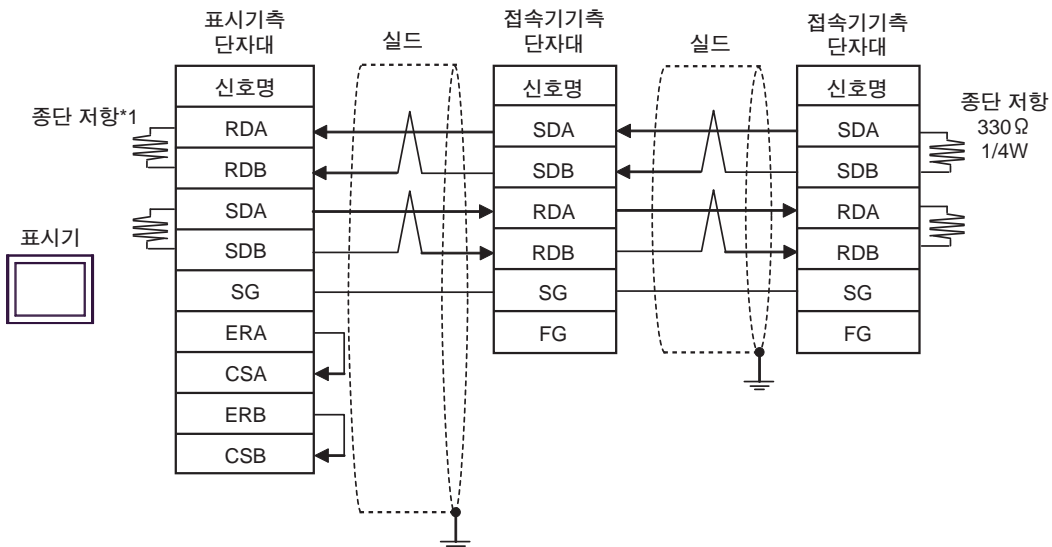 표시기측
단자대
실드
접속기기측
단자대
실드
접속기기측
단자대
신호명
신호명
신호명
종단 저항*1
종단 저항
330Ω
1/4W
RDA
SDA
SDA
RDB
SDB
SDB
SDA
RDA
RDA
표시기
SDB
RDB
RDB
SG
SG
SG
ERA
FG
FG
CSA
ERB
CSB